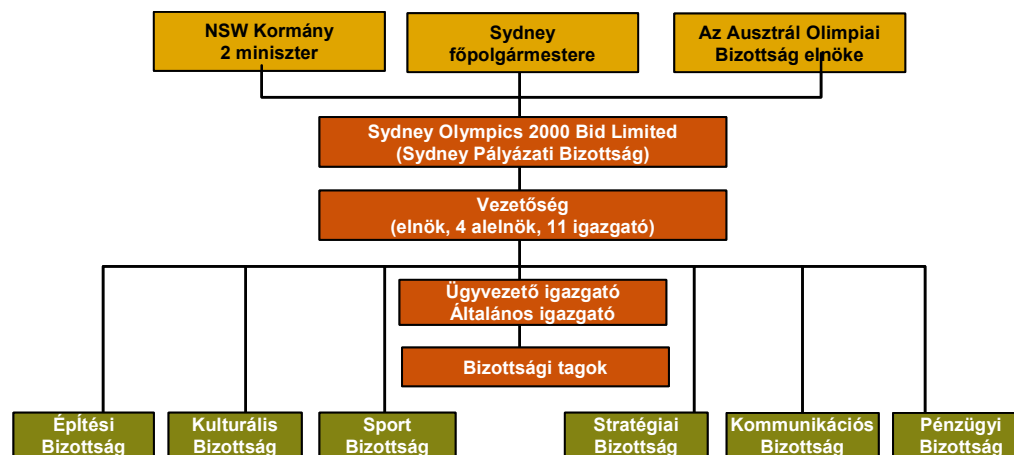 NSW Kormány
2 miniszter
Sydney
főpolgármestere
Az Ausztrál Olimpiai
Bizottság elnöke
Sydney Olympics 2000 Bid Limited
(Sydney Pályázati Bizottság)
Vezetőség
(elnök, 4 alelnök, 11 igazgató)
Ügyvezető igazgató
Általános igazgató
Bizottsági tagok
ÉpÍtési
Bizottság
Kulturális
Bizottság
Sport
Bizottság
Stratégiai
Bizottság
Kommunikációs
Bizottság
Pénzügyi
Bizottság